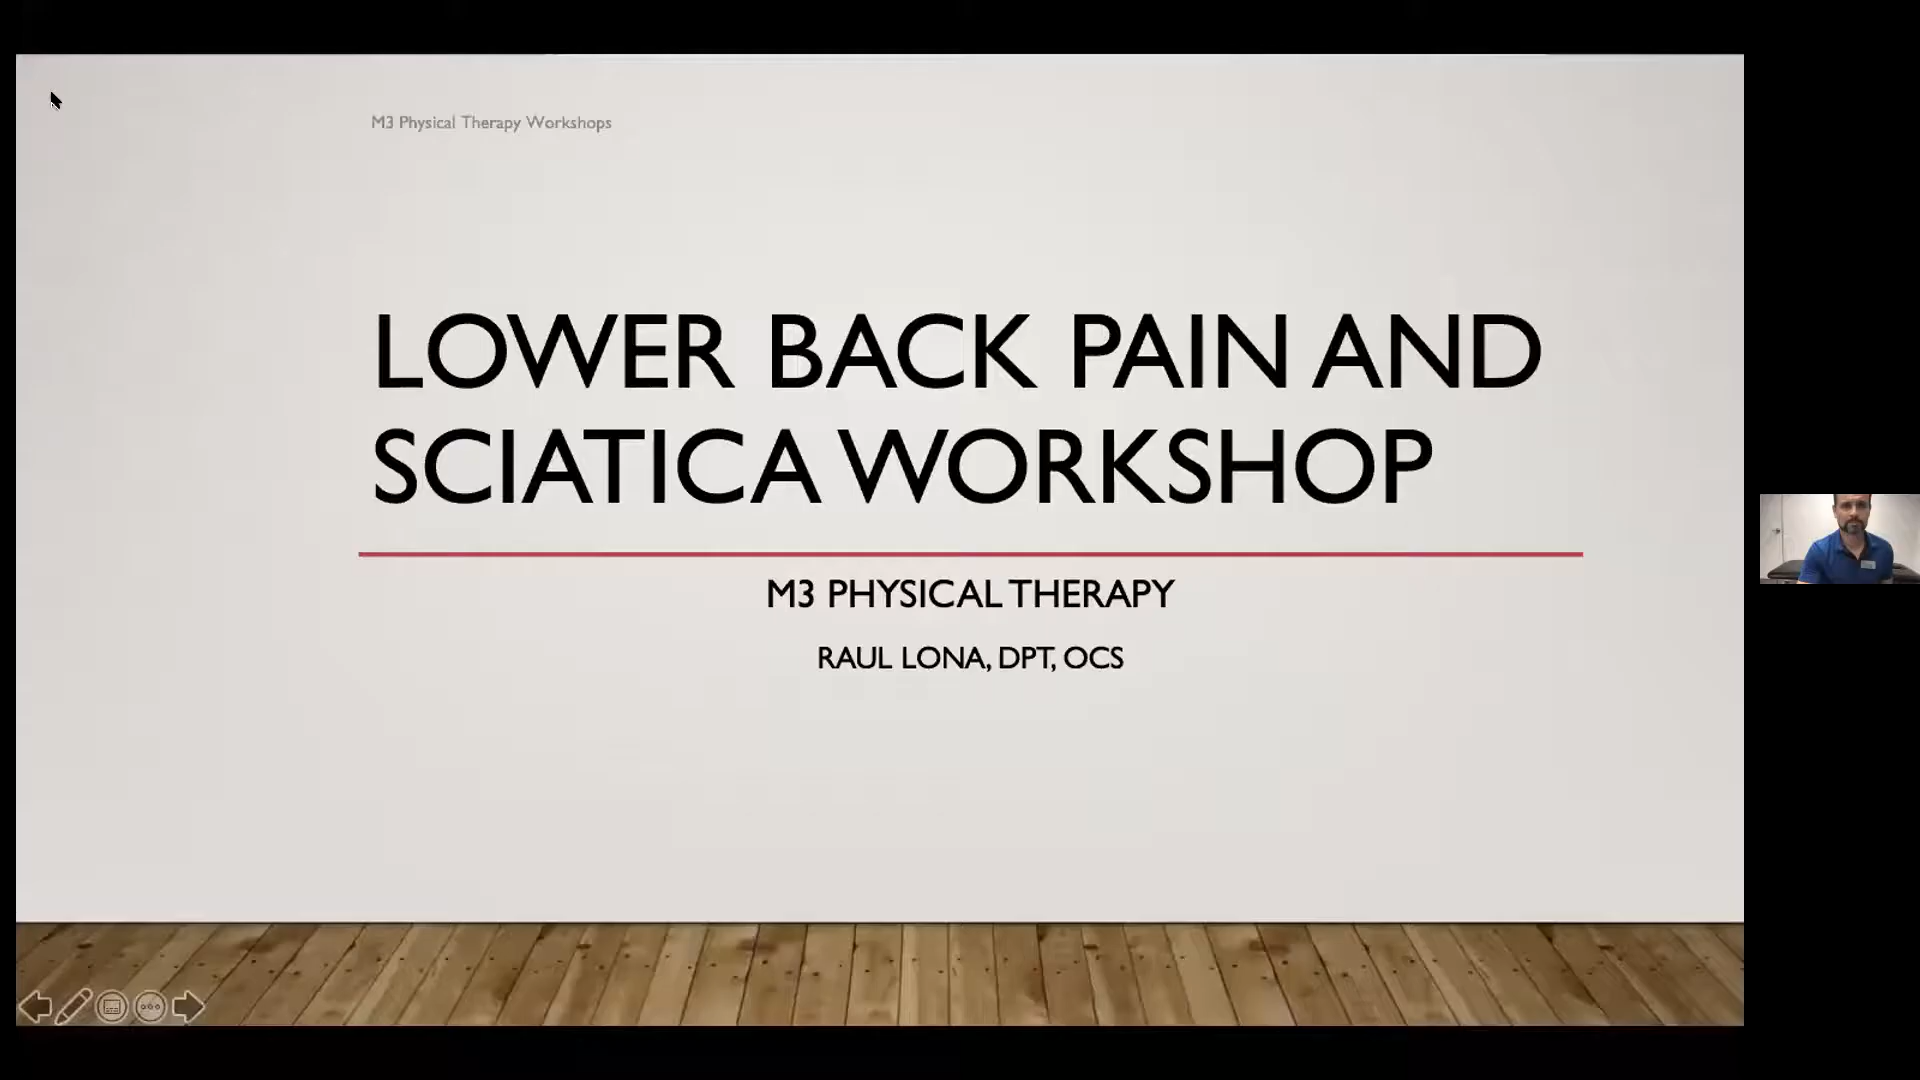 M3 Physical Therapy Workshops
LOWER BACK PAIN AND
SCIATICA WORKSHOP
M3 PHYSICAL THERAPY
RAUL LONA, DPT, OCS